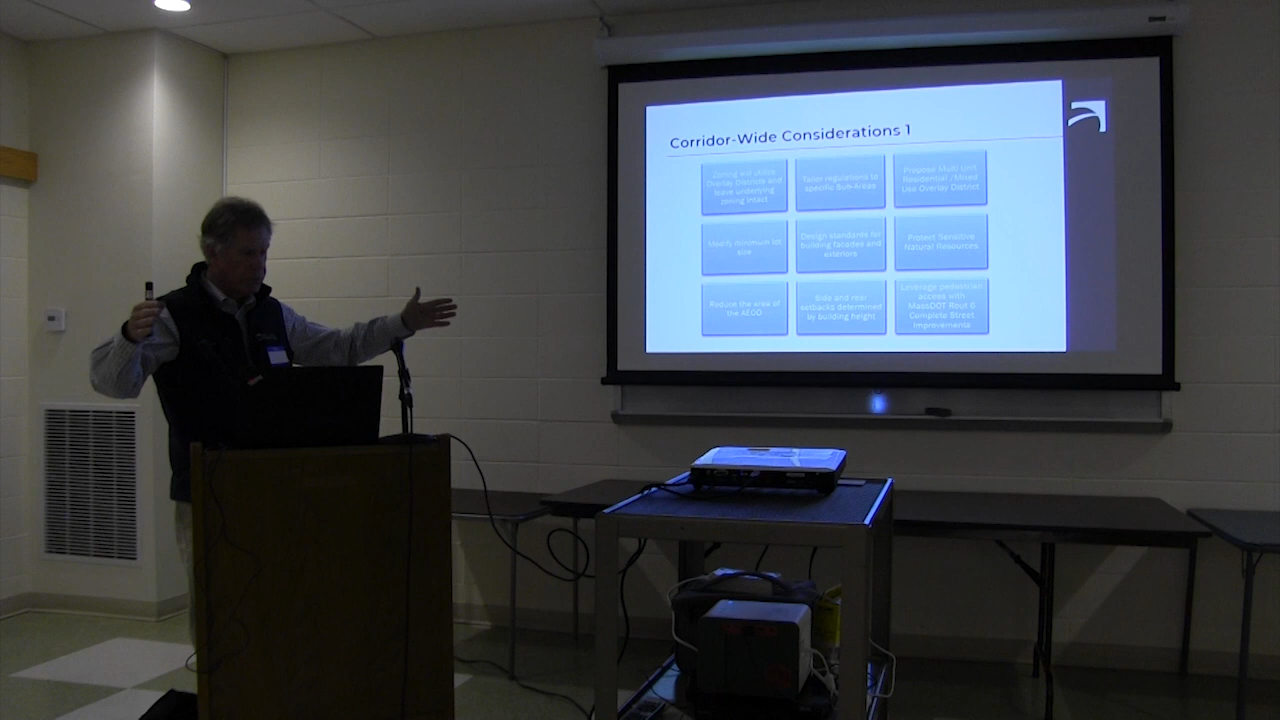 Corridor-Wide Considerations 1
Zoning will utilize
Overlay Districts and
leave underlying
zoning intact
Tailor regulations to
specific Sub-Areas
Propose Multi Unit
Residential / Mixed
Use Overlay District
Modify minimum lot
size
Design standards for
building facades and
exteriors
Protect Sensitive
Natural Resources
Reduce the area of
the AEOD
Side and rear
setbacks determined
by building height
Leverage pedestrian
access with
MassDOT Rout 6
Complete Street
Improvements